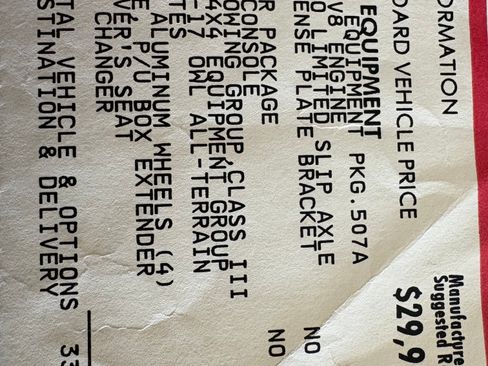 ORMATION
Manufacture
Suggested R
DARD VEHICLE PRICE $29,9
EQUIPMENT
EQUIPMENT PKG.507A
V8 ENGINE
O LIMITED SLIP AXLE
ENSE PLATE BRACKET NO
R PACKAGE NO
CONSOLE
OWING GROUP,CLASS III
4X4 EQUIPMENT GROUP
-17 OWL ALL-TERRAIN
TES
ALUMINUM WHEELS (4)
E, P/U BOX EXTENDER
VER'S SEAT
CHANGER
TAL VEHICLE & OPTIONS 33
STINATION & DELIVERY